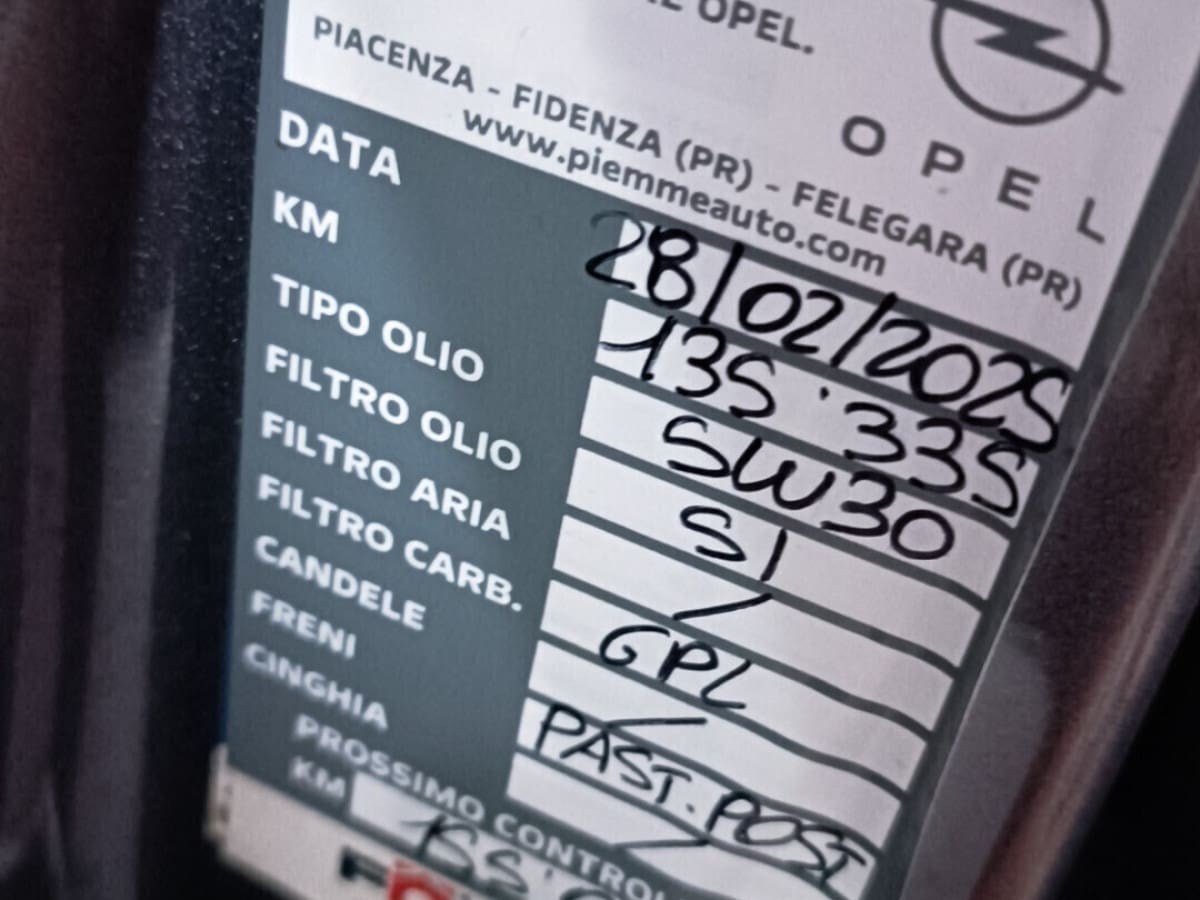 OPEL.
OPEL
PIACENZA - FIDENZA (PR) - FELEGARA (PR)
www.piemmeauto.com
DATA 28/02/2025
KM 135'335
TIPO OLIO 5W30
FILTRO OLIO SI
FILTRO ARIA /
FILTRO CARB. GPL
CANDELE /
FRENI PAST. POST
CINGHIA /
PROSSIMO
KM